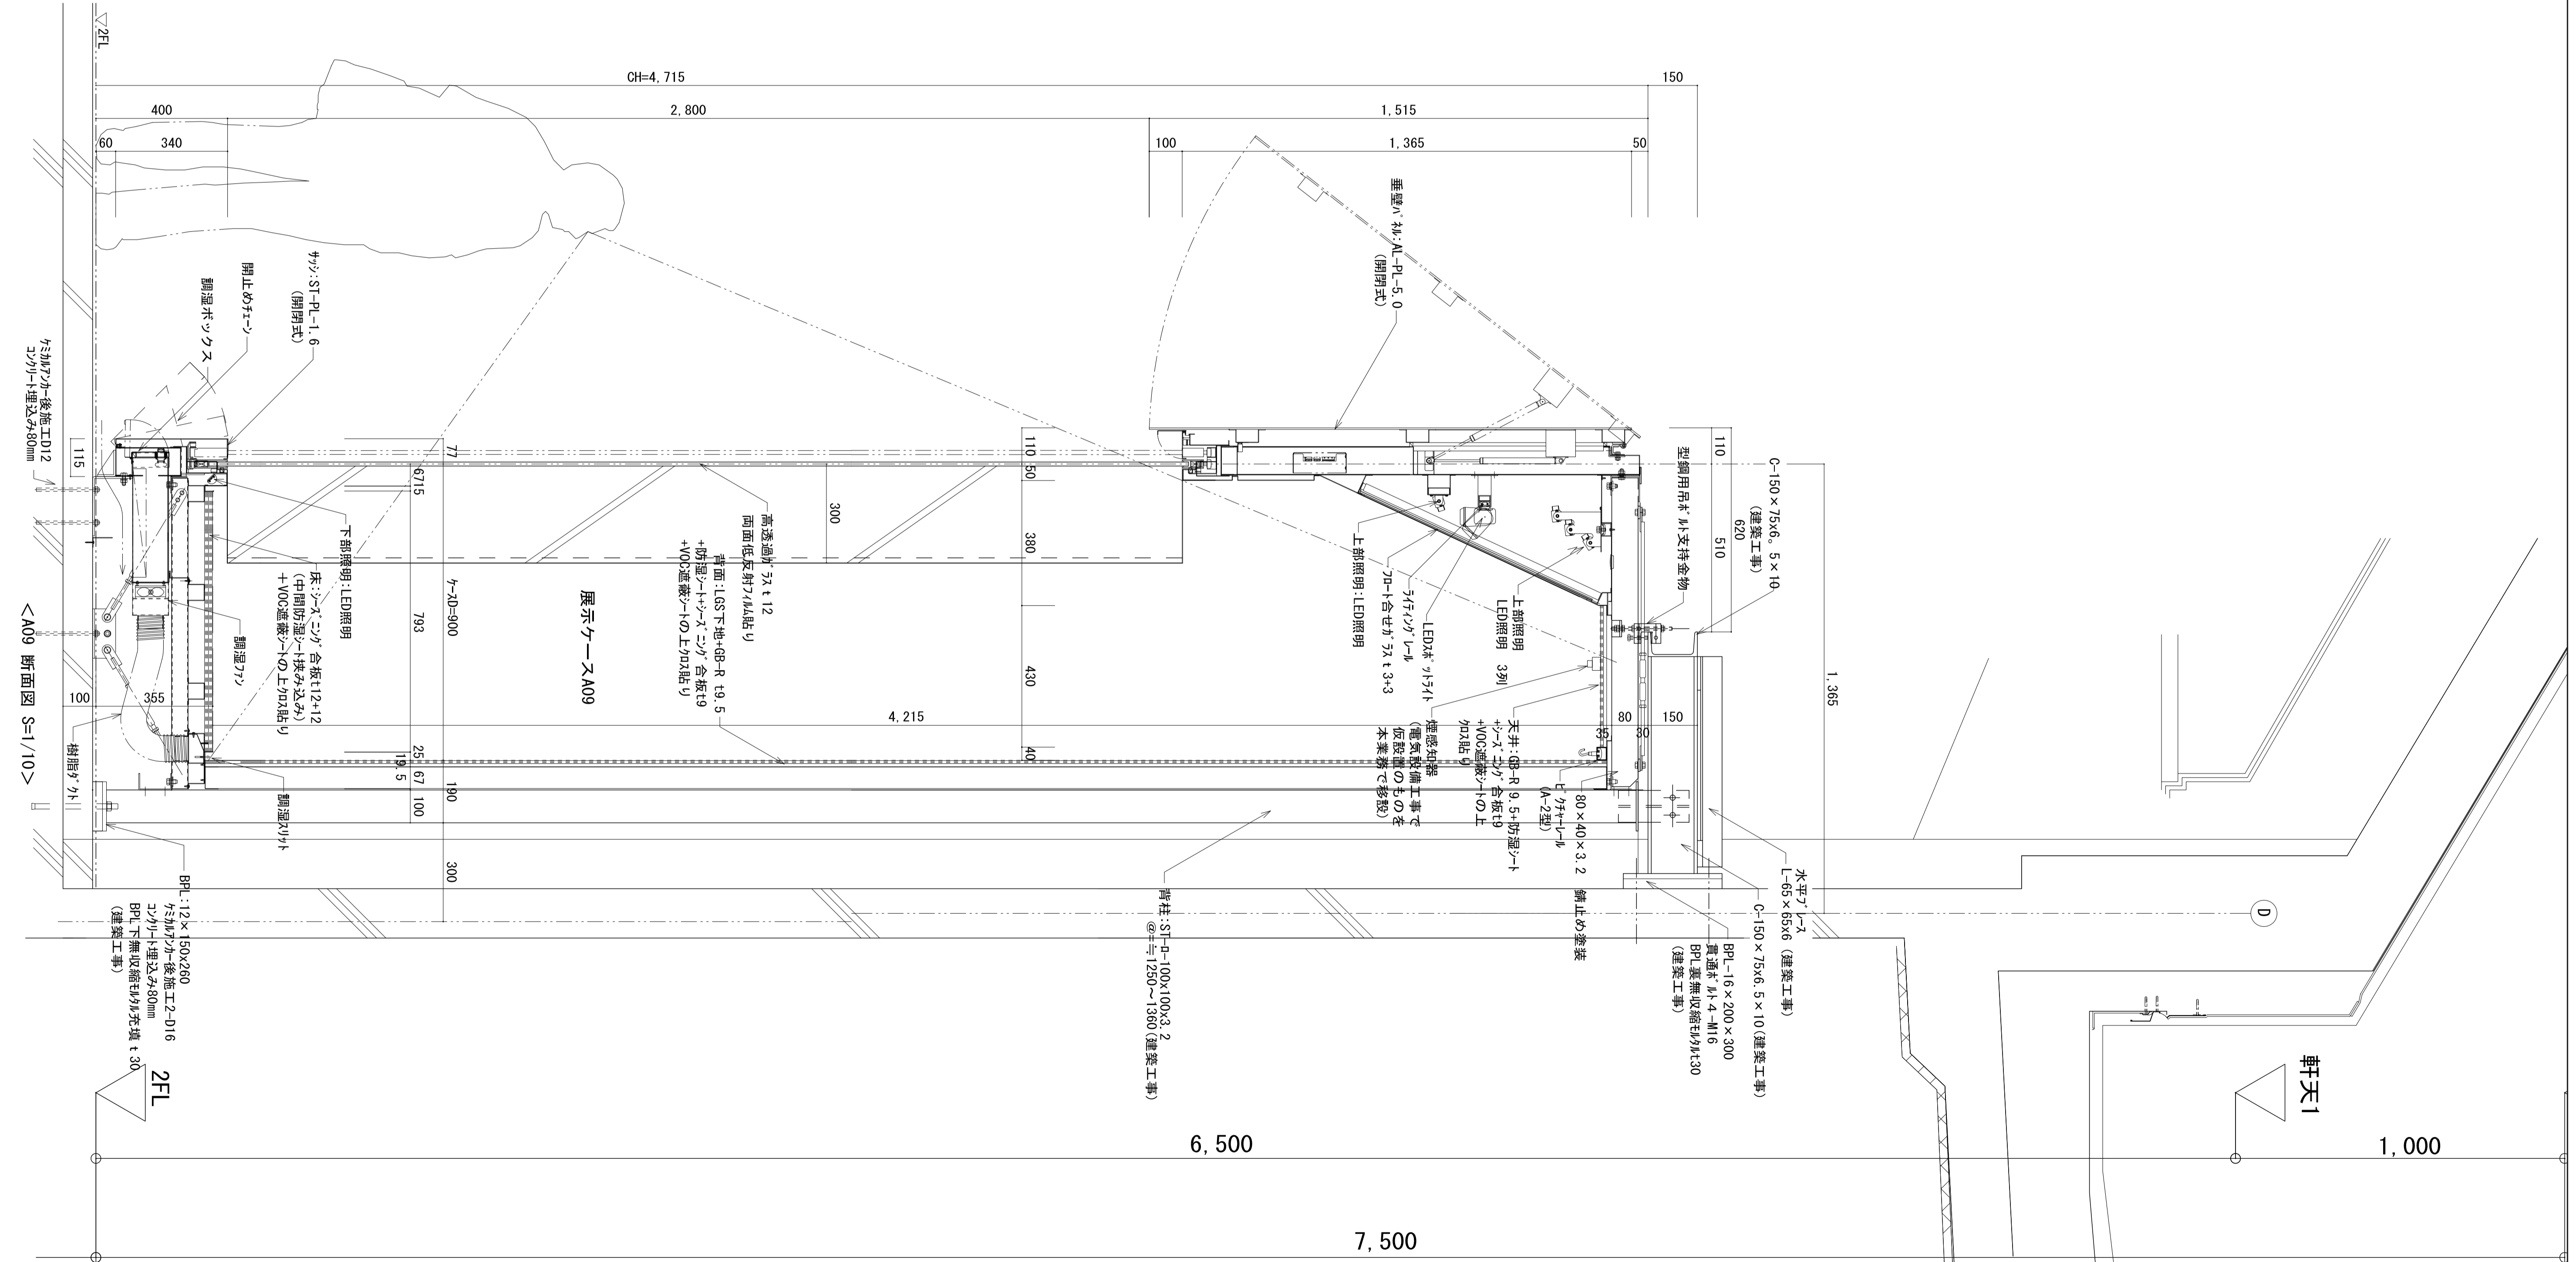 ▽2FL
CH=4,715
150
400
2,800
1,515
60
340
100
1,365
50
垂壁ﾊﾟﾈﾙ:AL-PL-5.0
(開閉式)
C-150×75x6。5×10
(建築工事)
620
110
510
型鋼用吊ﾎﾞﾙﾄ支持金物
1,365
ｻｯｼ:ST-PL-1.6
(開閉式)
開止めﾁｪｰﾝ
調湿ボックス
ｹﾐｶﾙｱﾝｶｰ後施工D12
ｺﾝｸﾘｰﾄ埋込み80mm
115
77
6715
793
ｹｰｽD=900
25
19.5
67
190
100
300
110
50
380
430
40
300
高透過ｶﾞﾗｽ t 12
両面低反射ﾌｨﾙﾑ貼り
背面:LGS下地+GB-R t9.5
+防湿ｼｰﾄ+ｼｰｽﾞﾆﾝｸﾞ合板t9
+VOC遮蔽ｼｰﾄの上ｸﾛｽ貼り
展示ケースA09
下部照明:LED照明
床:ｼｰｽﾞﾆﾝｸﾞ合板t12+12
(中間防湿ｼｰﾄ挟み込み)
+VOC遮蔽ｼｰﾄの上ｸﾛｽ貼り
調湿ﾌｧﾝ
100
355
4,215
樹脂ﾀﾞｸﾄ
調湿ｽﾘｯﾄ
<A09 断面図 S=1/10>
上部照明
LED照明 3列
LEDｽﾎﾟｯﾄﾗｲﾄ
ﾗｲﾃｨﾝｸﾞﾚｰﾙ
ﾌﾛｰﾄ合せｶﾞﾗｽ t 3+3
上部照明:LED照明
80
150
35
30
天井:GB-R 9.5+防湿ｼｰﾄ
+ｼｰｽﾞﾆﾝｸﾞ合板t9
+VOC遮蔽ｼｰﾄの上
ｸﾛｽ貼り
煙感知器
(電気設備工事で
仮設置のものを
本業務で移設)
80×40×3.2 錆止め塗装
ﾋﾟｸﾁｬｰﾚｰﾙ
(A-2型)
水平ﾌﾞﾚｰｽ
L-65×65x6 (建築工事)
C-150×75x6.5×10(建築工事)
BPL-16×200×300
貫通ﾎﾞﾙﾄ4-M16
BPL裏無収縮ﾓﾙﾀﾙt30
(建築工事)
背柱:ST-ロ-100x100x3.2
@=≒1250～1360(建築工事)
BPL:12×150x260
ｹﾐｶﾙｱﾝｶｰ後施工2-D16
ｺﾝｸﾘｰﾄ埋込み80mm
BPL下無収縮ﾓﾙﾀﾙ充填 t 30
(建築工事)
D
2FL
軒天1
6,500
1,000
7,500